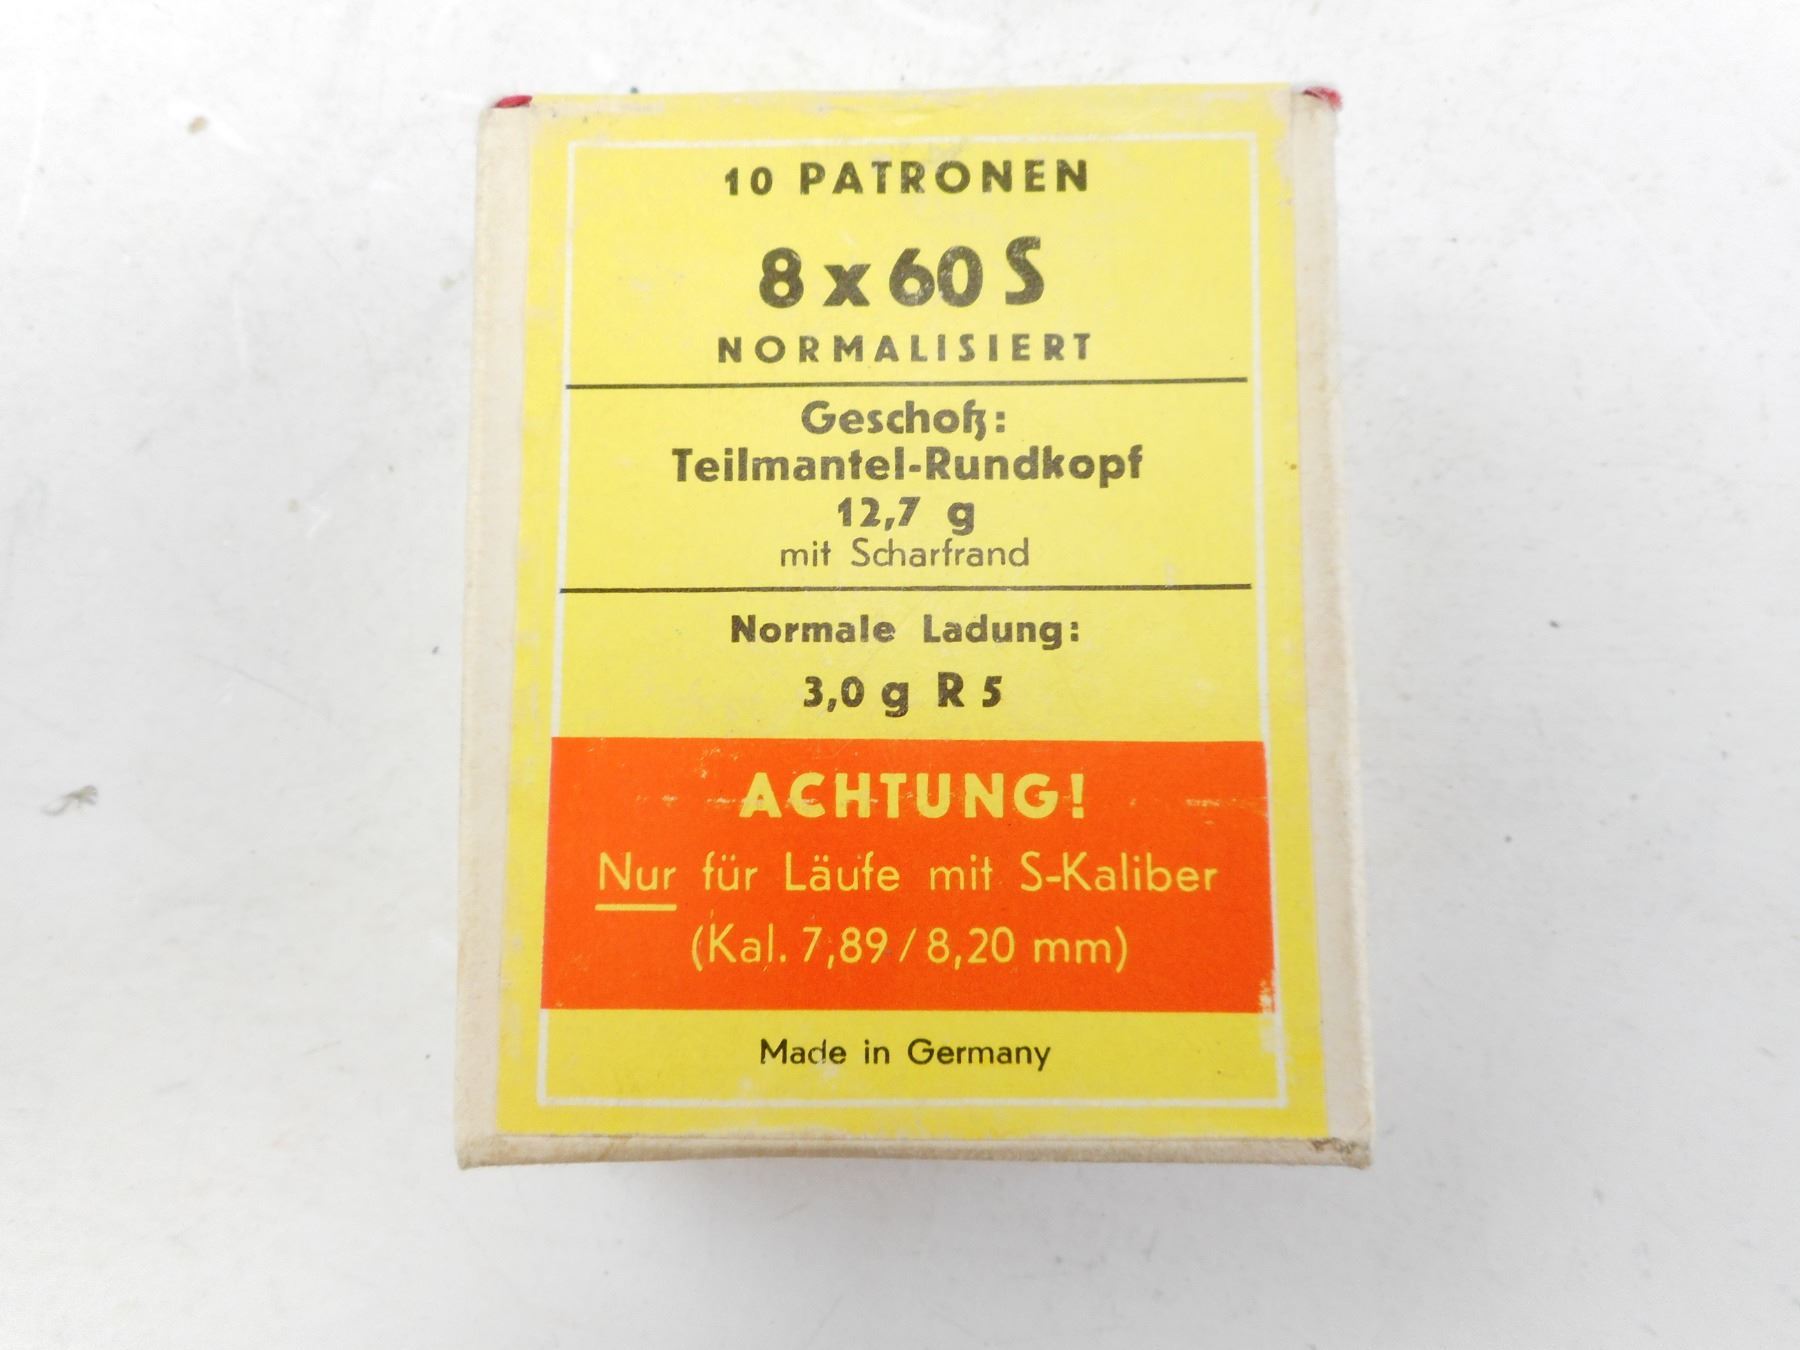 10 PATRONEN
8 x 60 S
NORMALISIERT
Geschoß:
Teilmantel-Rundkopf
12,7 g
mit Scharfrand
Normale Ladung:
3,0 g R 5
ACHTUNG!
Nur für Läufe mit S-Kaliber
(Kal. 7,89 / 8,20 mm)
Made in Germany